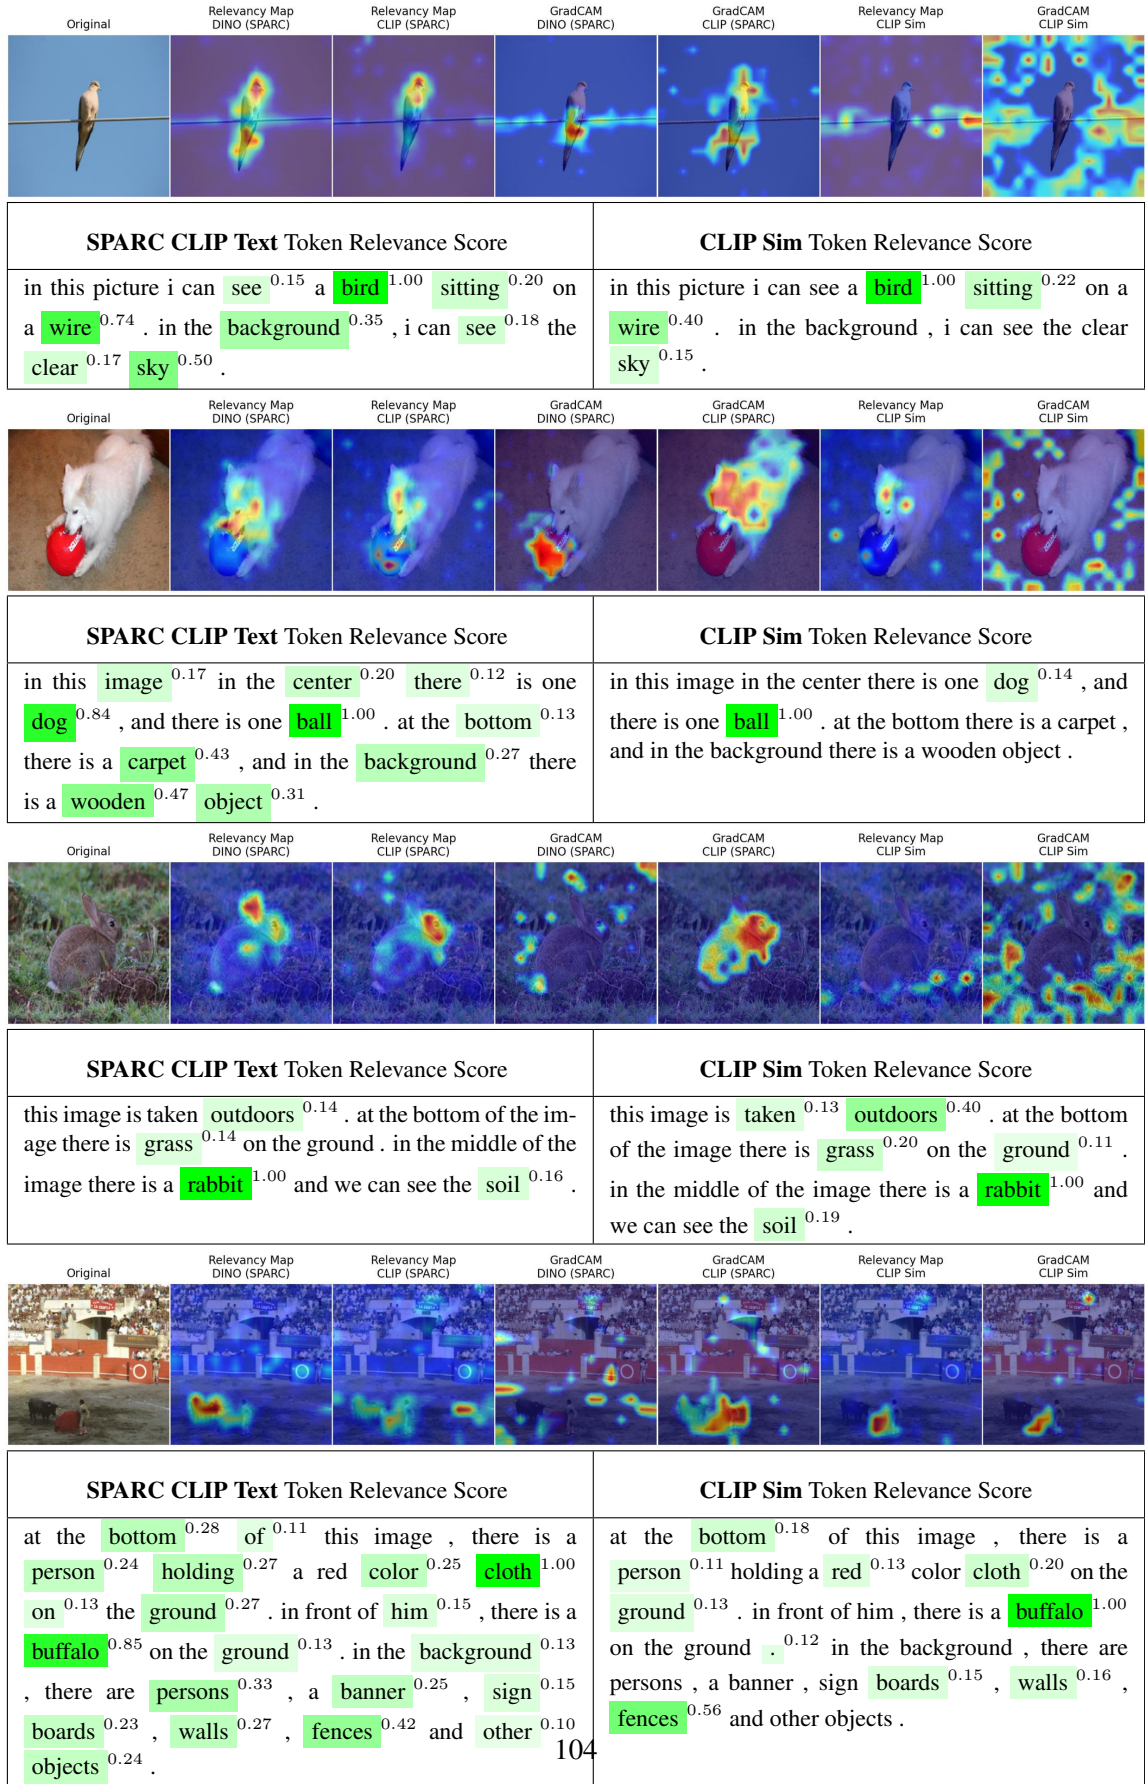 Original
Relevancy Map
DINO (SPARC)
Relevancy Map
CLIP (SPARC)
GradCAM
DINO (SPARC)
GradCAM
CLIP (SPARC)
Relevancy Map
CLIP Sim
GradCAM
CLIP Sim
SPARC CLIP Text Token Relevance Score
in this picture i can see 0.15 a bird 1.00 sitting 0.20 on
a wire 0.74 . in the background 0.35 , i can see 0.18 the
clear 0.17 sky 0.50 .
CLIP Sim Token Relevance Score
in this picture i can see a bird 1.00 sitting 0.22 on a
wire 0.40 . in the background , i can see the clear
sky 0.15 .
Original
Relevancy Map
DINO (SPARC)
Relevancy Map
CLIP (SPARC)
GradCAM
DINO (SPARC)
GradCAM
CLIP (SPARC)
Relevancy Map
CLIP Sim
GradCAM
CLIP Sim
SPARC CLIP Text Token Relevance Score
in this image 0.17 in the center 0.20 there 0.12 is one
dog 0.84 , and there is one ball 1.00 . at the bottom 0.13
there is a carpet 0.43 , and in the background 0.27 there
is a wooden 0.47 object 0.31 .
CLIP Sim Token Relevance Score
in this image in the center there is one dog 0.14 , and
there is one ball 1.00 . at the bottom there is a carpet ,
and in the background there is a wooden object .
Original
Relevancy Map
DINO (SPARC)
Relevancy Map
CLIP (SPARC)
GradCAM
DINO (SPARC)
GradCAM
CLIP (SPARC)
Relevancy Map
CLIP Sim
GradCAM
CLIP Sim
SPARC CLIP Text Token Relevance Score
this image is taken outdoors 0.14 . at the bottom of the im-
age there is grass 0.14 on the ground . in the middle of the
image there is a rabbit 1.00 and we can see the soil 0.16 .
CLIP Sim Token Relevance Score
this image is taken 0.13 outdoors 0.40 . at the bottom
of the image there is grass 0.20 on the ground 0.11 .
in the middle of the image there is a rabbit 1.00 and
we can see the soil 0.19 .
Original
Relevancy Map
DINO (SPARC)
Relevancy Map
CLIP (SPARC)
GradCAM
DINO (SPARC)
GradCAM
CLIP (SPARC)
Relevancy Map
CLIP Sim
GradCAM
CLIP Sim
SPARC CLIP Text Token Relevance Score
at the bottom 0.28 of 0.11 this image , there is a
person 0.24 holding 0.27 a red color 0.25 cloth 1.00
on 0.13 the ground 0.27 . in front of him 0.15 , there is a
buffalo 0.85 on the ground 0.13 . in the background 0.13
, there are persons 0.33 , a banner 0.25 , sign 0.15
boards 0.23 , walls 0.27 , fences 0.42 and other 0.10
objects 0.24 .
CLIP Sim Token Relevance Score
at the bottom 0.18 of this image , there is a
person 0.11 holding a red 0.13 color cloth 0.20 on the
ground 0.13 . in front of him , there is a buffalo 1.00
on the ground . 0.12 in the background , there are
persons , a banner , sign boards 0.15 , walls 0.16 ,
fences 0.56 and other objects .
104